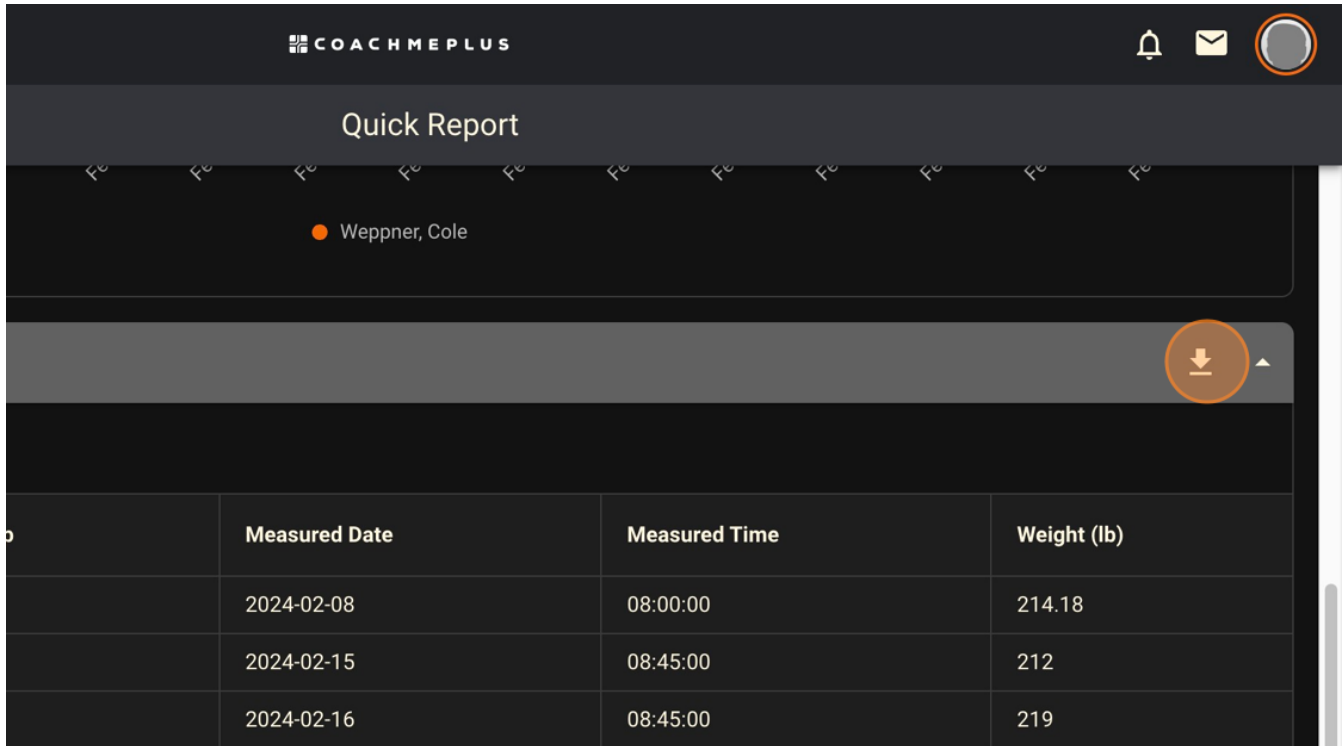 COACHMEPLUS
Quick Report
Weppner, Cole
Measured Date Measured Time Weight (lb)
2024-02-08 08:00:00 214.18
2024-02-15 08:45:00 212
2024-02-16 08:45:00 219